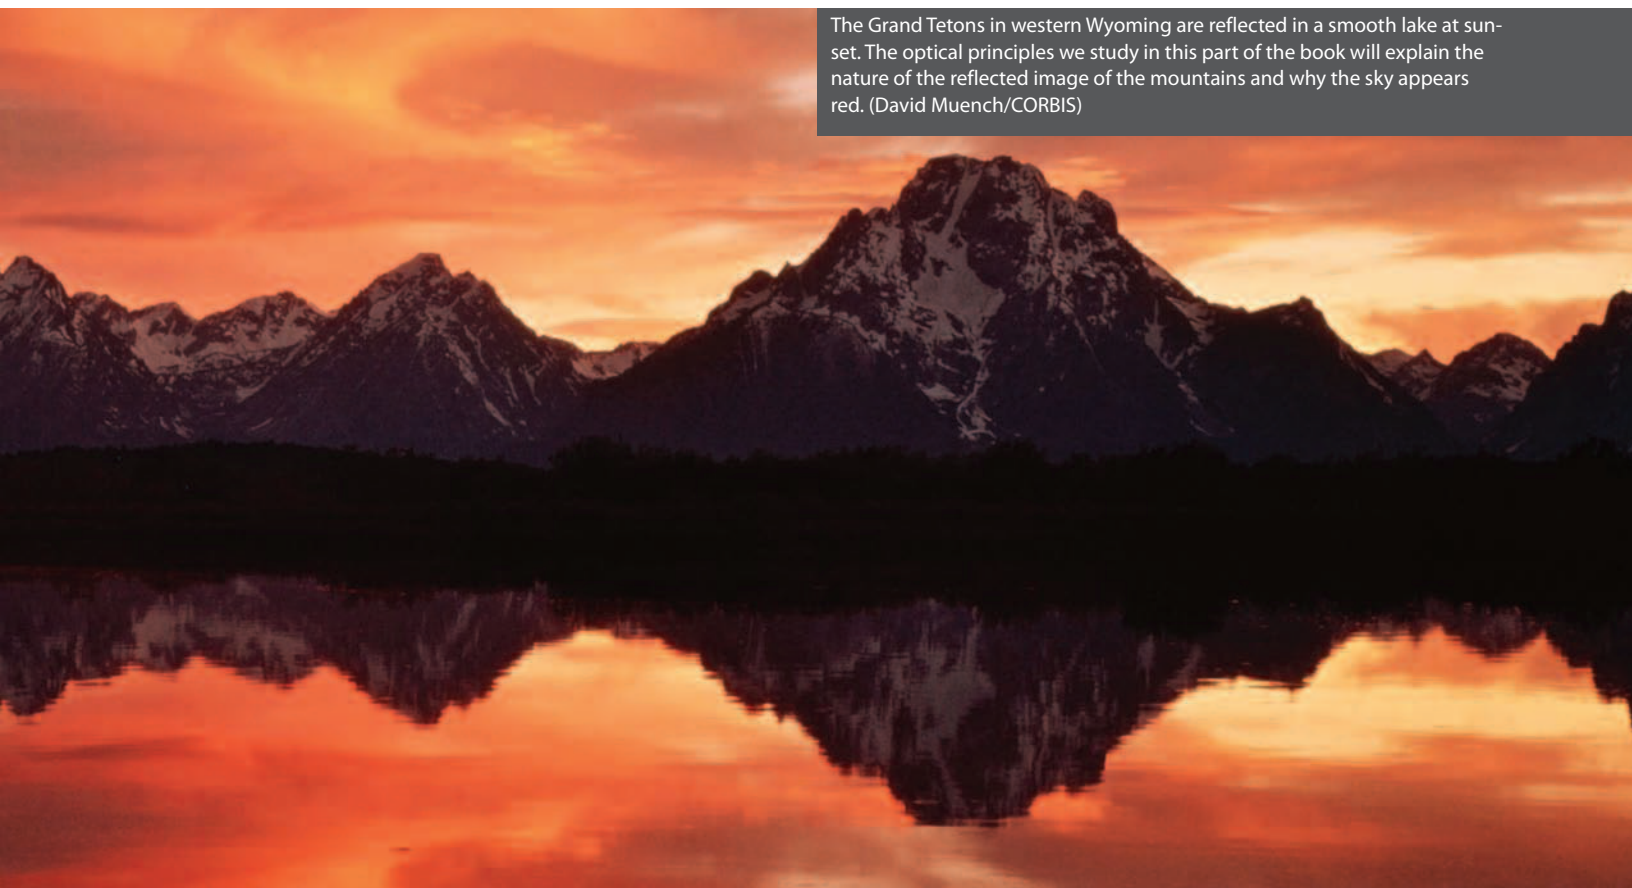 The Grand Tetons in western Wyoming are reflected in a smooth lake at sun-
set. The optical principles we study in this part of the book will explain the
nature of the reflected image of the mountains and why the sky appears
red. (David Muench/CORBIS)